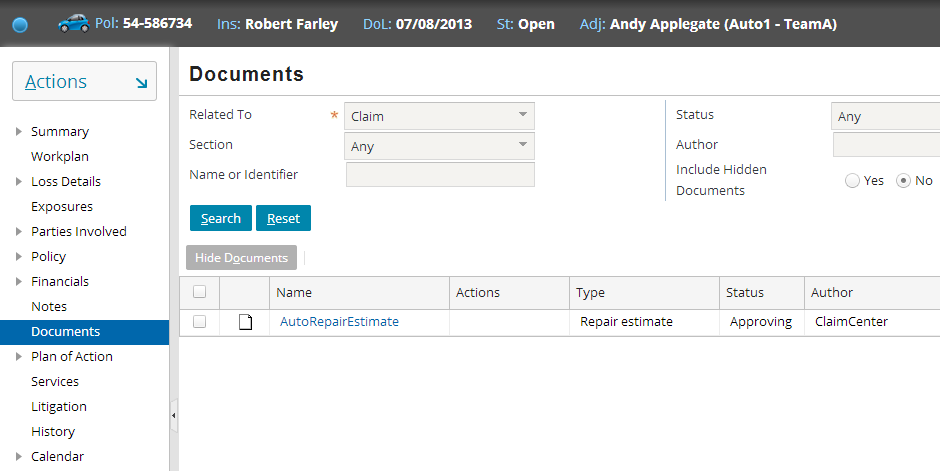 Pol: 54-586734 Ins: Robert Farley DoL: 07/08/2013 St: Open Adj: Andy Applegate (Auto1 - TeamA)
Actions
Summary
Workplan
Loss Details
Exposures
Parties Involved
Policy
Financials
Notes
Documents
Plan of Action
Services
Litigation
History
Calendar
Documents
Related To * Claim
Section Any
Name or Identifier
Status Any
Author
Include Hidden
Documents
Yes No
Search Reset
Hide Documents
Name Actions Type Status Author
AutoRepairEstimate Repair estimate Approving ClaimCenter